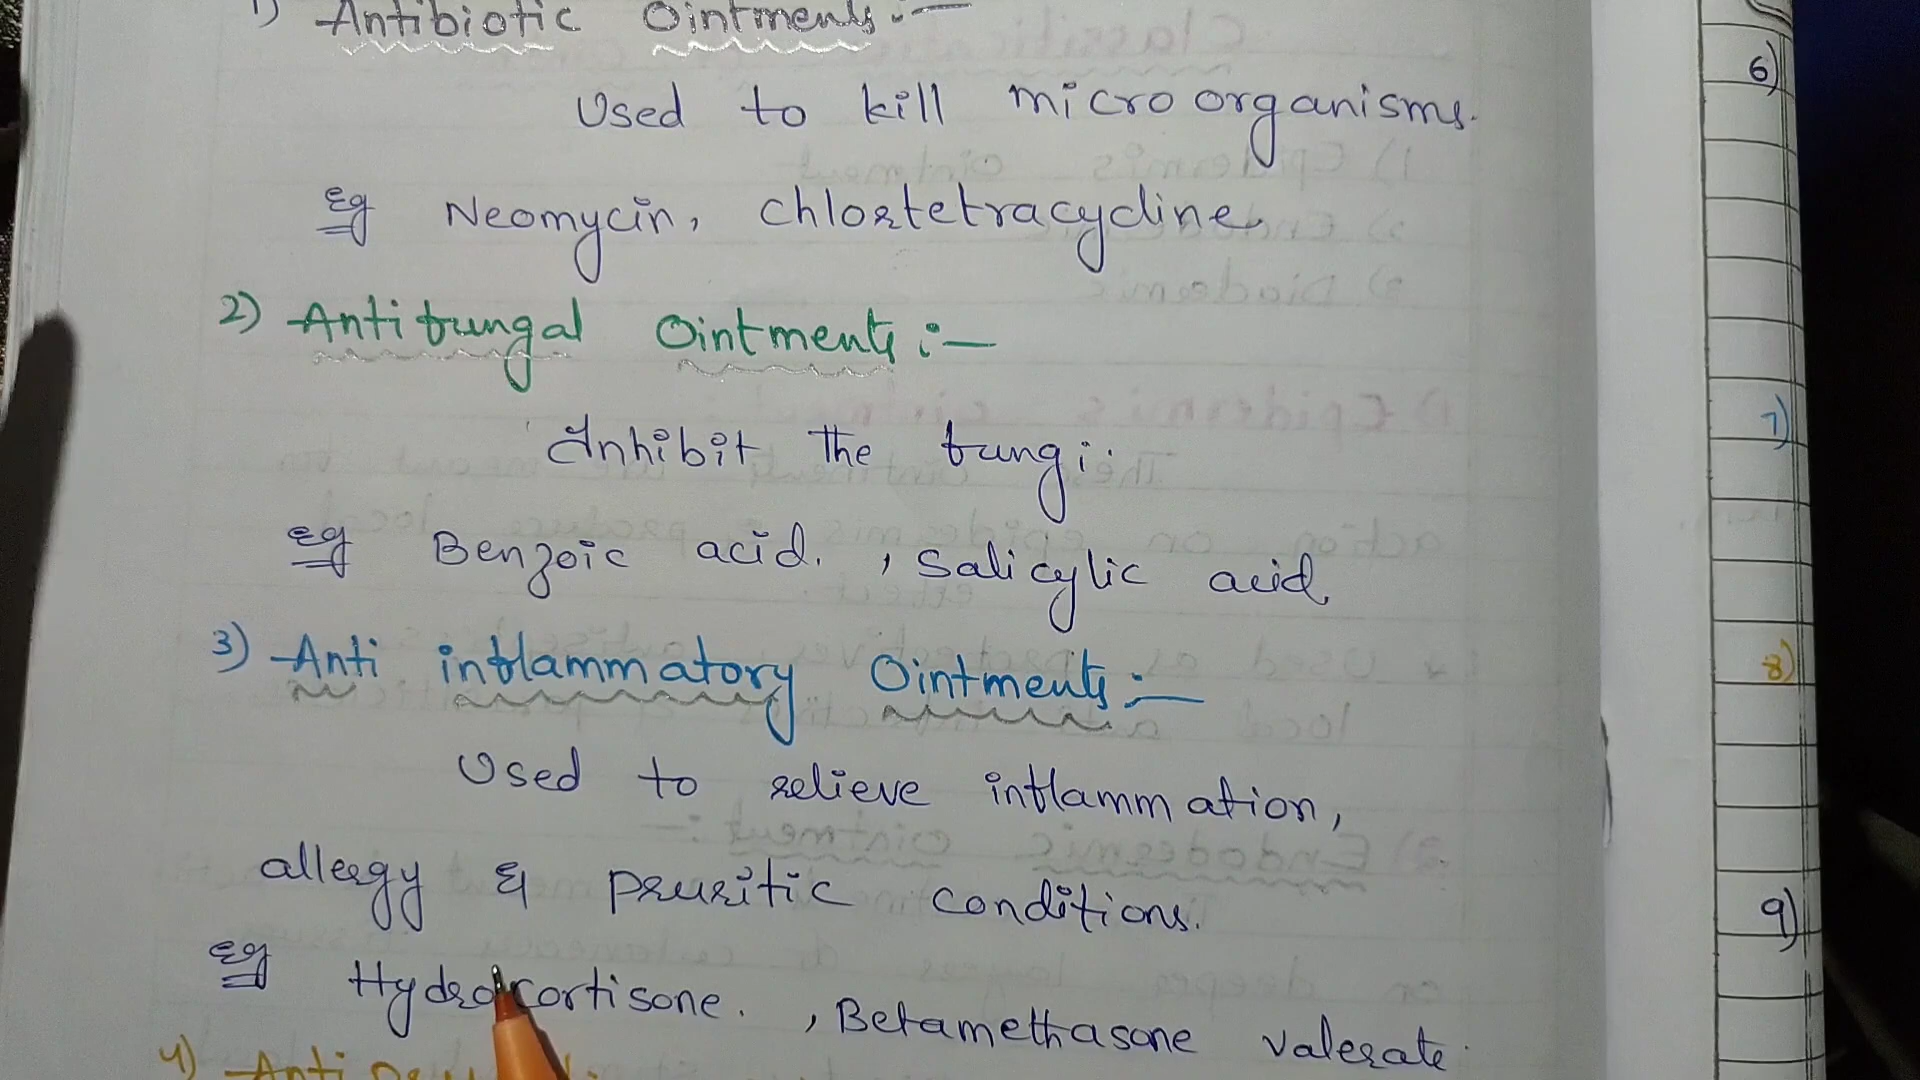 1) Antibiotic Ointments :-
Used to kill micro organisms.
Eg Neomycin, Chlortetracycline
2) Antifungal Ointments :-
Inhibit the fungi.
Eg Benzoic acid. , Salicylic acid
3) Anti inflammatory Ointments :-
Used to relieve inflammation,
allergy & pruritic conditions.
Eg Hydrocortisone. , Betamethasone valerate.
4) Anti
6)
7)
8)
9)